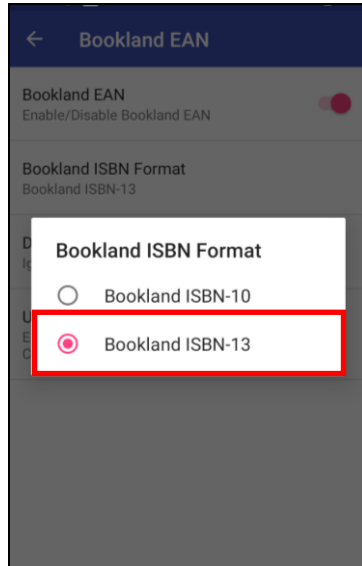 Bookland EAN
Bookland EAN
Enable/Disable Bookland EAN
Bookland ISBN Format
Bookland ISBN-13
Bookland ISBN Format
Bookland ISBN-10
Bookland ISBN-13